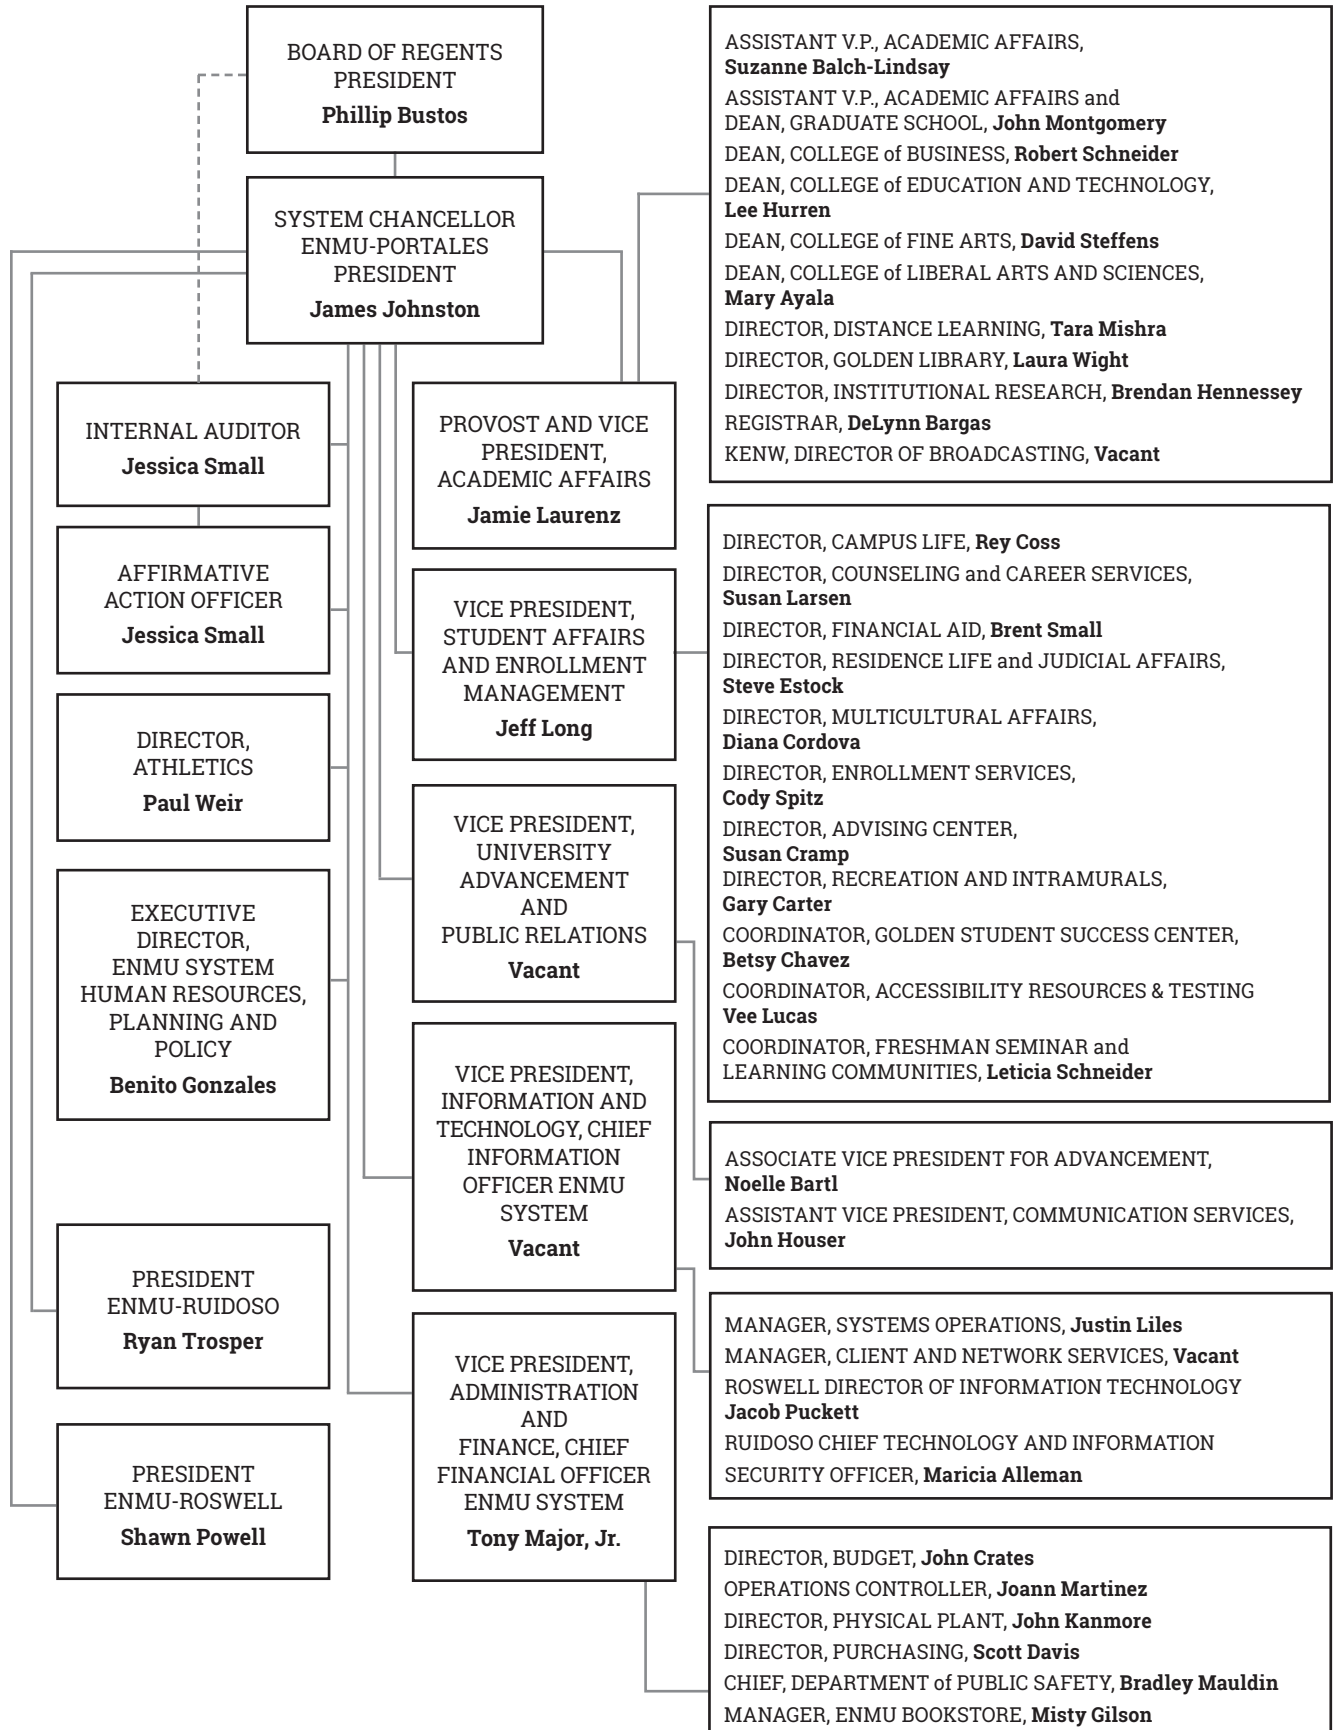 BOARD OF REGENTS
PRESIDENT
Phillip Bustos
SYSTEM CHANCELLOR
ENMU-PORTALES
PRESIDENT
James Johnston
INTERNAL AUDITOR
Jessica Small
AFFIRMATIVE
ACTION OFFICER
Jessica Small
DIRECTOR,
ATHLETICS
Paul Weir
EXECUTIVE
DIRECTOR,
ENMU SYSTEM
HUMAN RESOURCES,
PLANNING AND
POLICY
Benito Gonzales
PRESIDENT
ENMU-RUIDOSO
Ryan Trosper
PRESIDENT
ENMU-ROSWELL
Shawn Powell
PROVOST AND VICE
PRESIDENT,
ACADEMIC AFFAIRS
Jamie Laurenz
VICE PRESIDENT,
STUDENT AFFAIRS
AND ENROLLMENT
MANAGEMENT
Jeff Long
VICE PRESIDENT,
UNIVERSITY
ADVANCEMENT
AND
PUBLIC RELATIONS
Vacant
VICE PRESIDENT,
INFORMATION AND
TECHNOLOGY, CHIEF
INFORMATION
OFFICER ENMU
SYSTEM
Vacant
VICE PRESIDENT,
ADMINISTRATION
AND
FINANCE, CHIEF
FINANCIAL OFFICER
ENMU SYSTEM
Tony Major, Jr.
ASSISTANT V.P., ACADEMIC AFFAIRS,
Suzanne Balch-Lindsay
ASSISTANT V.P., ACADEMIC AFFAIRS and
DEAN, GRADUATE SCHOOL, John Montgomery
DEAN, COLLEGE of BUSINESS, Robert Schneider
DEAN, COLLEGE of EDUCATION AND TECHNOLOGY,
Lee Hurren
DEAN, COLLEGE of FINE ARTS, David Steffens
DEAN, COLLEGE of LIBERAL ARTS AND SCIENCES,
Mary Ayala
DIRECTOR, DISTANCE LEARNING, Tara Mishra
DIRECTOR, GOLDEN LIBRARY, Laura Wight
DIRECTOR, INSTITUTIONAL RESEARCH, Brendan Hennessey
REGISTRAR, DeLynn Bargas
KENW, DIRECTOR OF BROADCASTING, Vacant
DIRECTOR, CAMPUS LIFE, Rey Coss
DIRECTOR, COUNSELING and CAREER SERVICES,
Susan Larsen
DIRECTOR, FINANCIAL AID, Brent Small
DIRECTOR, RESIDENCE LIFE and JUDICIAL AFFAIRS,
Steve Estock
DIRECTOR, MULTICULTURAL AFFAIRS,
Diana Cordova
DIRECTOR, ENROLLMENT SERVICES,
Cody Spitz
DIRECTOR, ADVISING CENTER,
Susan Cramp
DIRECTOR, RECREATION AND INTRAMURALS,
Gary Carter
COORDINATOR, GOLDEN STUDENT SUCCESS CENTER,
Betsy Chavez
COORDINATOR, ACCESSIBILITY RESOURCES & TESTING
Vee Lucas
COORDINATOR, FRESHMAN SEMINAR and
LEARNING COMMUNITIES, Leticia Schneider
ASSOCIATE VICE PRESIDENT FOR ADVANCEMENT,
Noelle Bartl
ASSISTANT VICE PRESIDENT, COMMUNICATION SERVICES,
John Houser
MANAGER, SYSTEMS OPERATIONS, Justin Liles
MANAGER, CLIENT AND NETWORK SERVICES, Vacant
ROSWELL DIRECTOR OF INFORMATION TECHNOLOGY
Jacob Puckett
RUIDOSO CHIEF TECHNOLOGY AND INFORMATION
SECURITY OFFICER, Maricia Alleman
DIRECTOR, BUDGET, John Crates
OPERATIONS CONTROLLER, Joann Martinez
DIRECTOR, PHYSICAL PLANT, John Kanmore
DIRECTOR, PURCHASING, Scott Davis
CHIEF, DEPARTMENT of PUBLIC SAFETY, Bradley Mauldin
MANAGER, ENMU BOOKSTORE, Misty Gilson